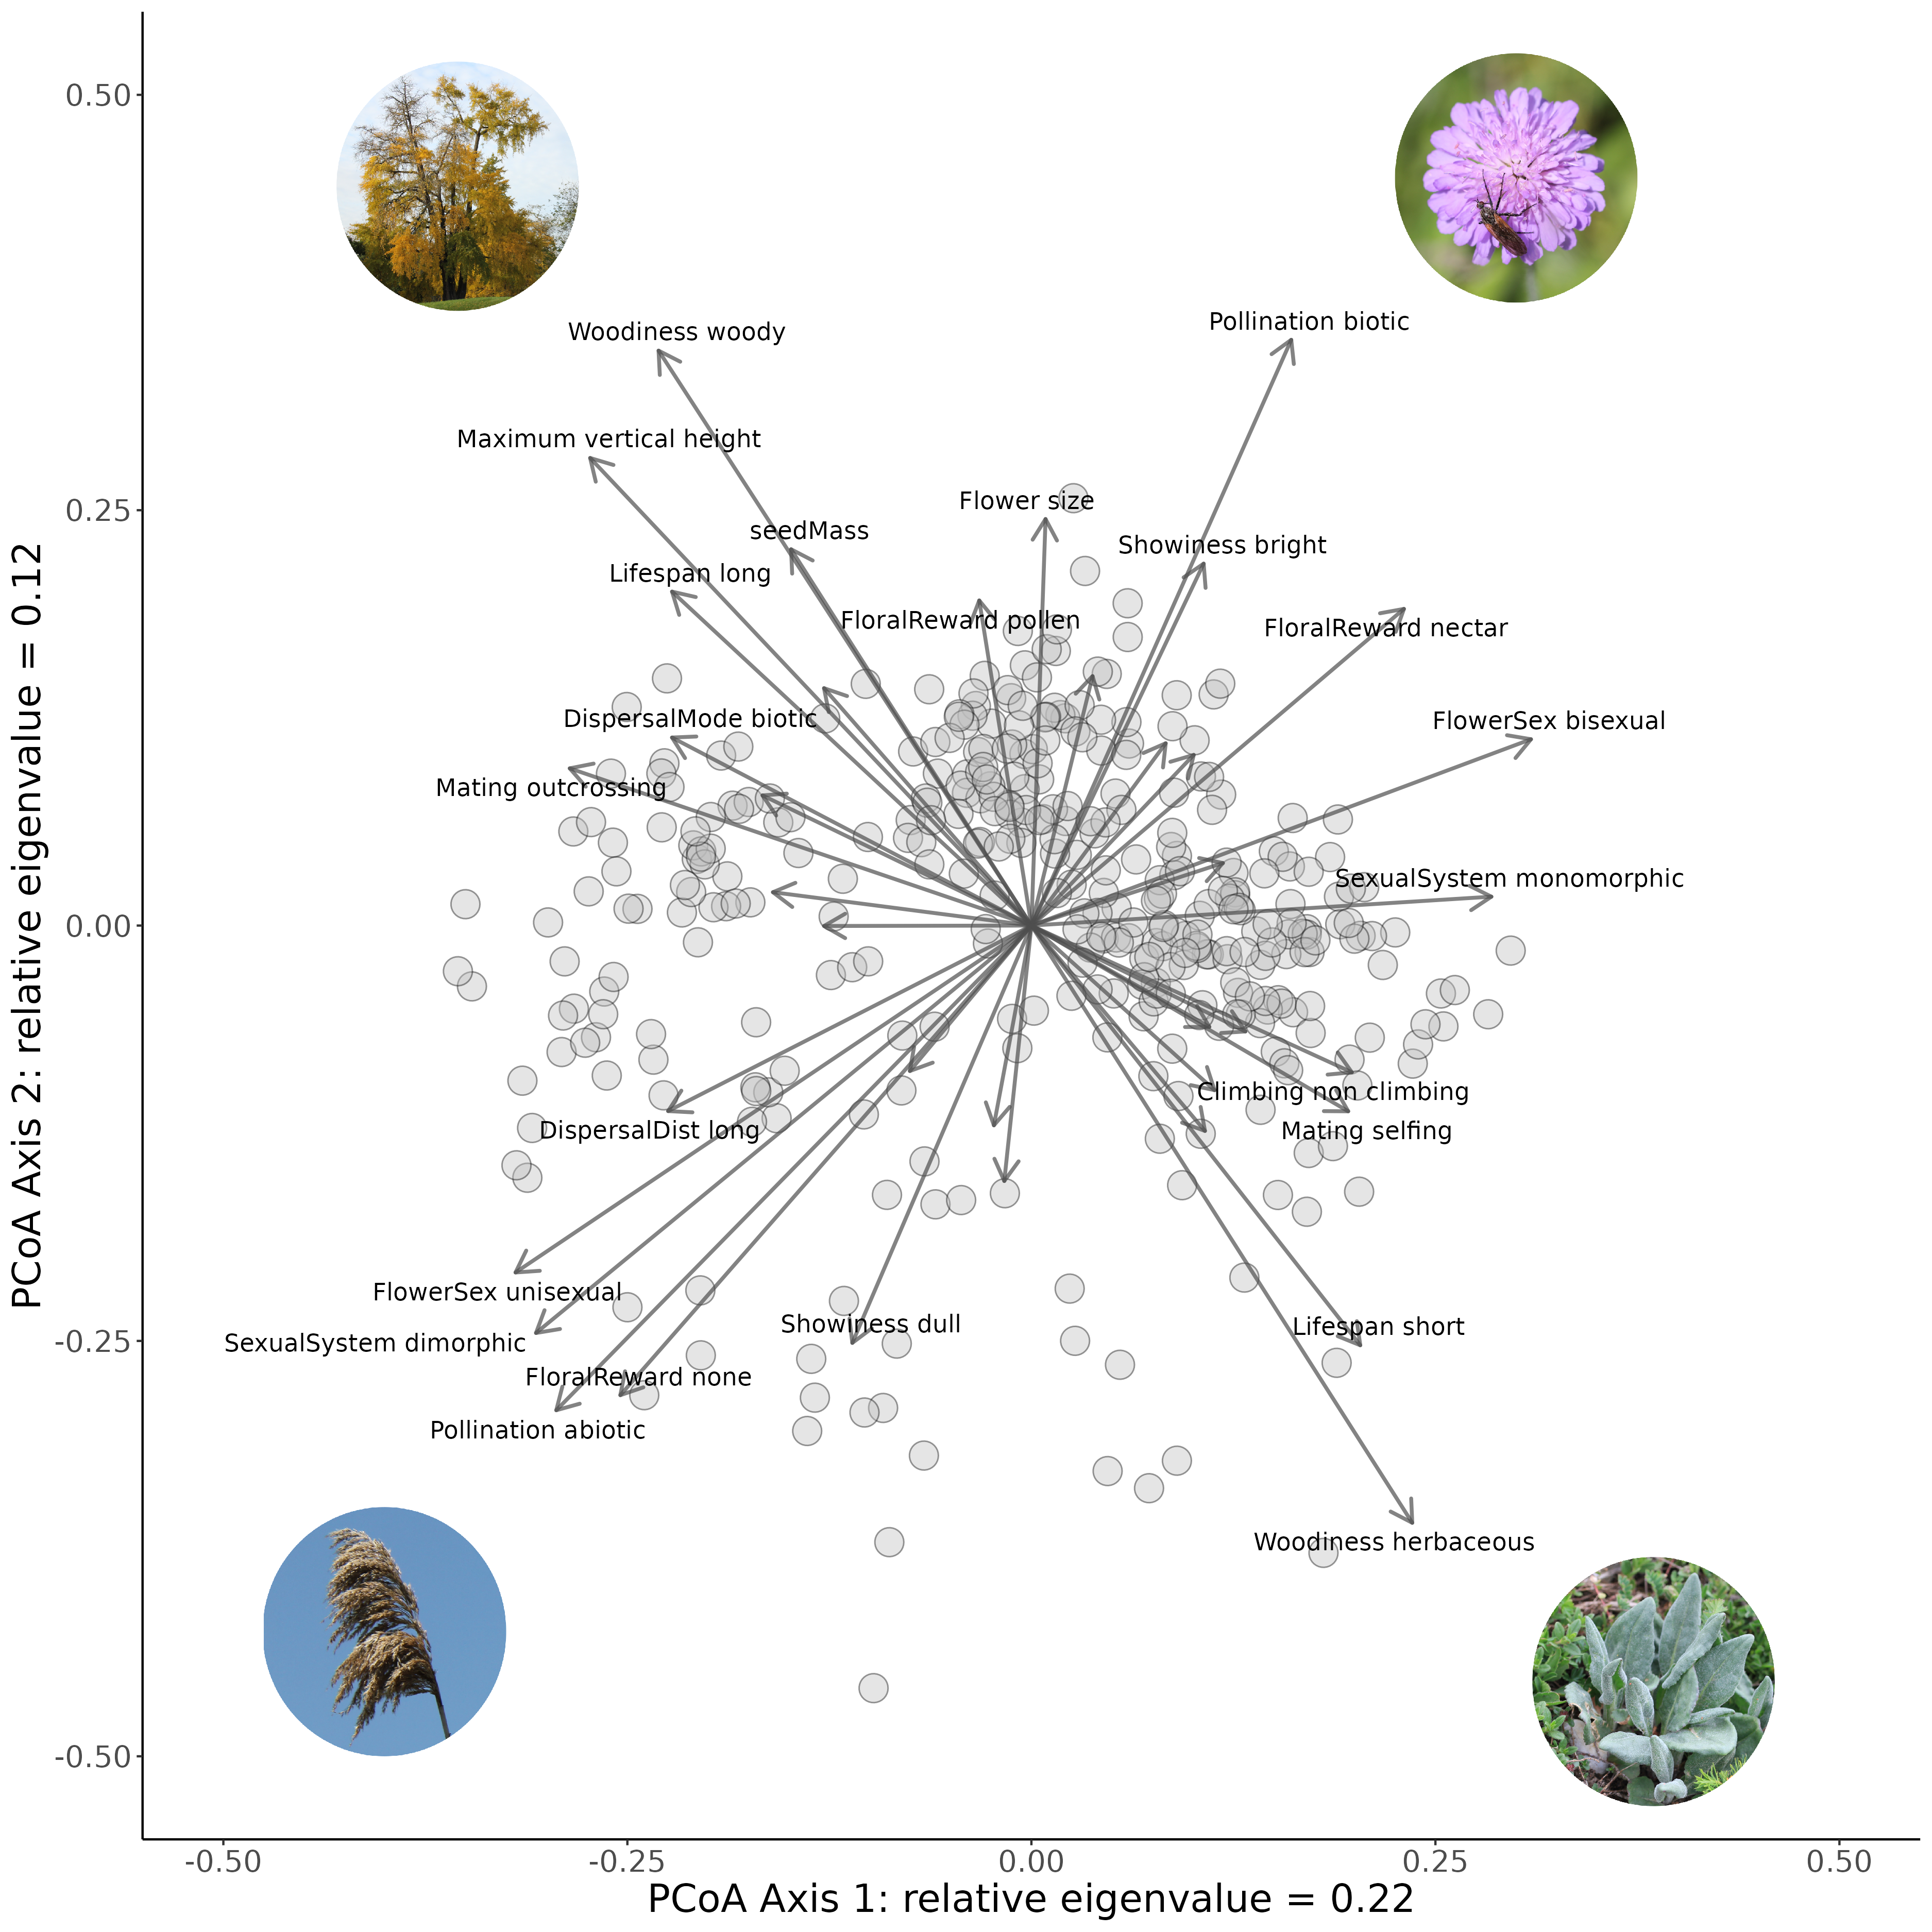 0.50
Woodiness woody
Pollination biotic
Maximum vertical height
Flower size
0.25
seedMass
Showiness bright
Lifespan long
FloralReward pollen
FloralReward nectar
DispersalMode biotic
FlowerSex bisexual
Mating outcrossing
SexualSystem monomorphic
0.00
Climbing non climbing
DispersalDist long
Mating selfing
FlowerSex unisexual
Showiness dull
Lifespan short
SexualSystem dimorphic
-0.25
FloralReward none
Pollination abiotic
Woodiness herbaceous
-0.50
PCoA Axis 2: relative eigenvalue = 0.12
-0.50
-0.25
0.00
0.25
0.50
PCoA Axis 1: relative eigenvalue = 0.22